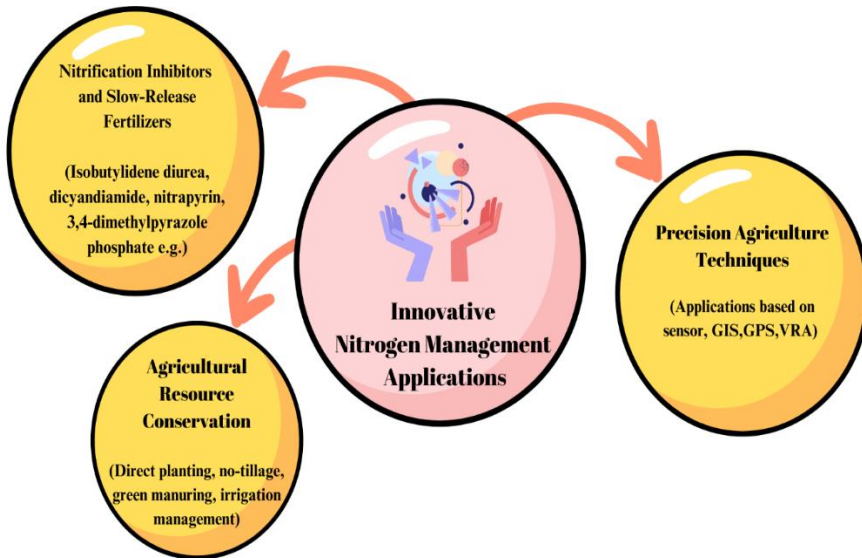 Nitrification Inhibitors
and Slow-Release
Fertilizers
(Isobutylidene diurea,
dicyandiamide, nitrapyrin,
3,4-dimethylpyrazole
phosphate e.g.)
Innovative
Nitrogen Management
Applications
Precision Agriculture
Techniques
(Applications based on
sensor, GIS,GPS,VRA)
Agricultural
Resource
Conservation
(Direct planting, no-tillage,
green manuring, irrigation
management)